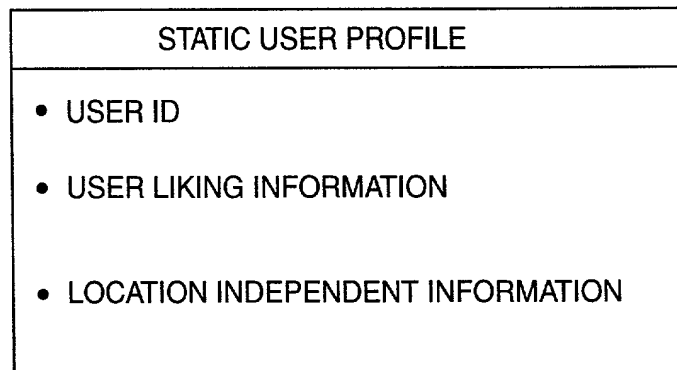 STATIC USER PROFILE
• USER ID
• USER LIKING INFORMATION
• LOCATION INDEPENDENT INFORMATION